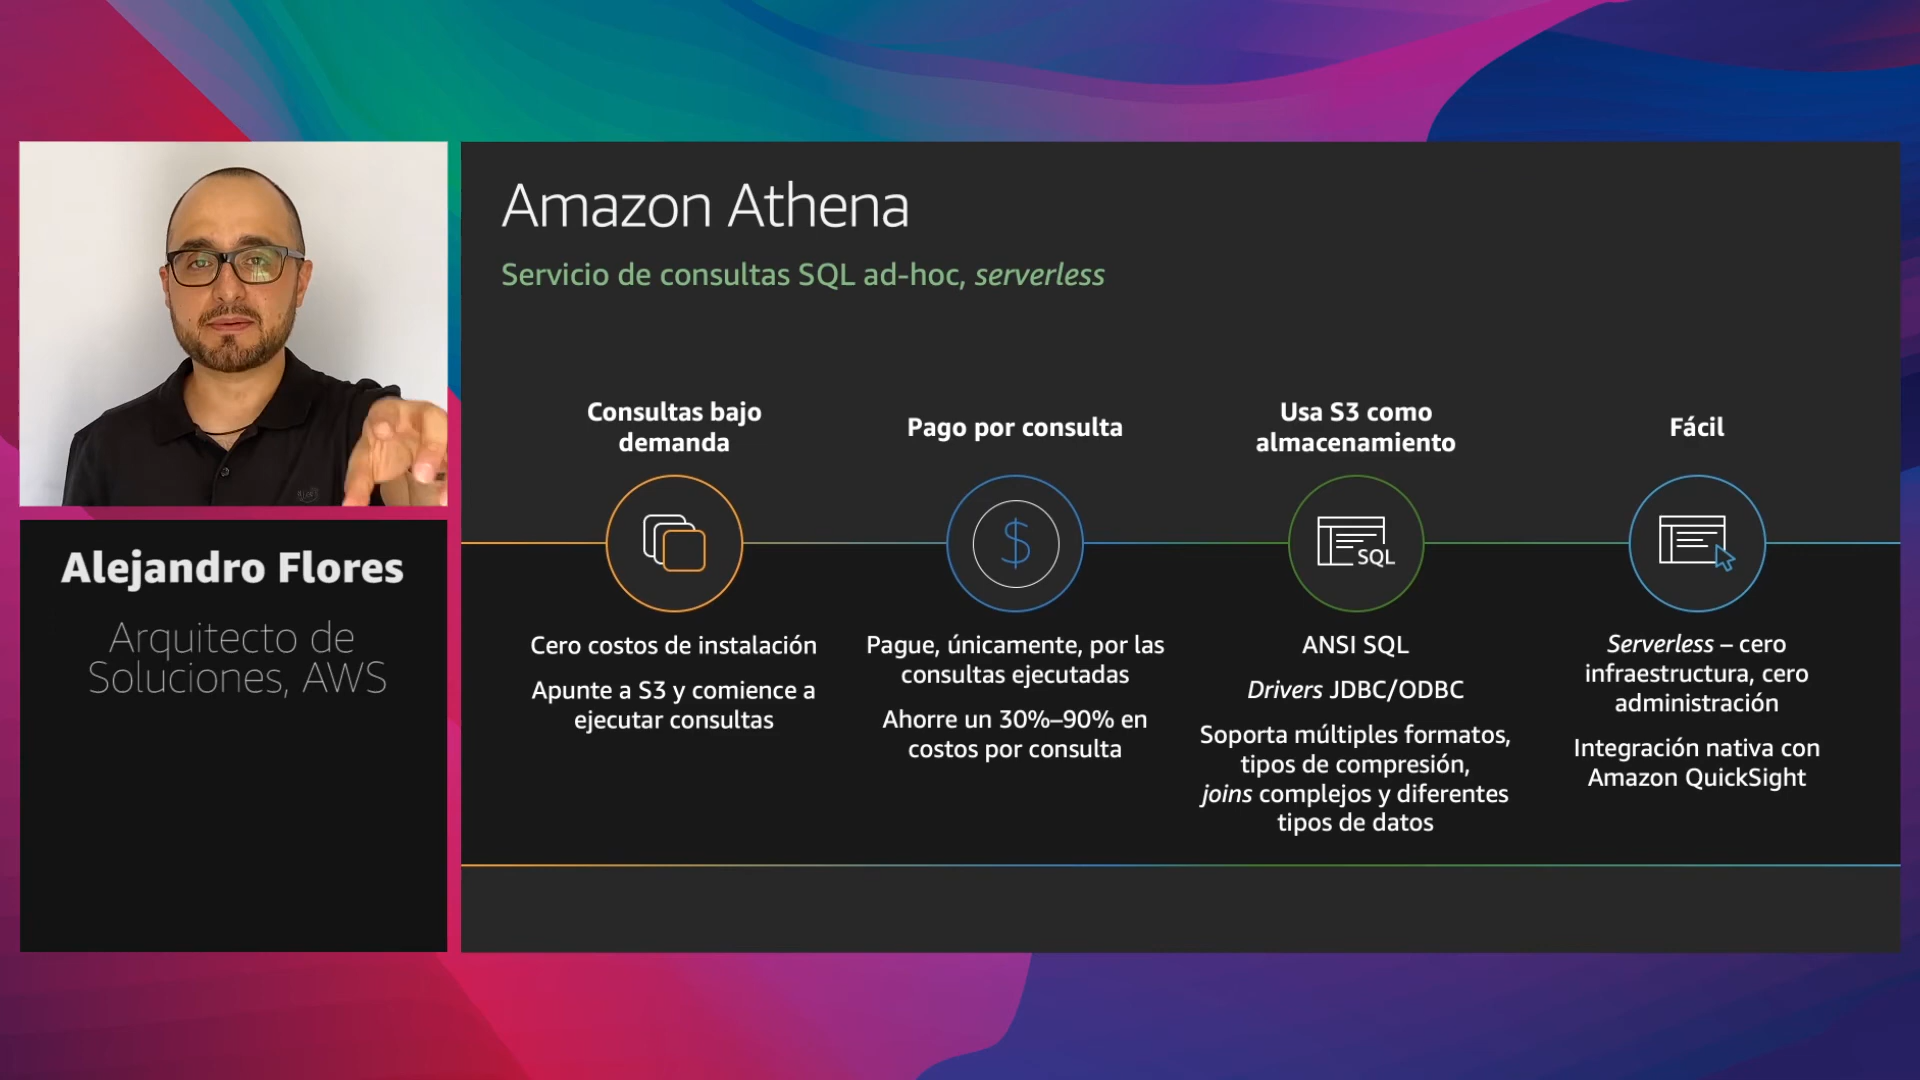 Amazon Athena
Servicio de consultas SQL ad-hoc, serverless
Consultas bajo
demanda
Cero costos de instalación
Apunte a S3 y comience a
ejecutar consultas
Pago por consulta
$
Pague, únicamente, por las
consultas ejecutadas
Ahorre un 30%–90% en
costos por consulta
Usa S3 como
almacenamiento
SQL
ANSI SQL
Drivers JDBC/ODBC
Soporta múltiples formatos,
tipos de compresión,
joins complejos y diferentes
tipos de datos
Fácil
Serverless – cero
infraestructura, cero
administración
Integración nativa con
Amazon QuickSight
Alejandro Flores
Arquitecto de
Soluciones, AWS